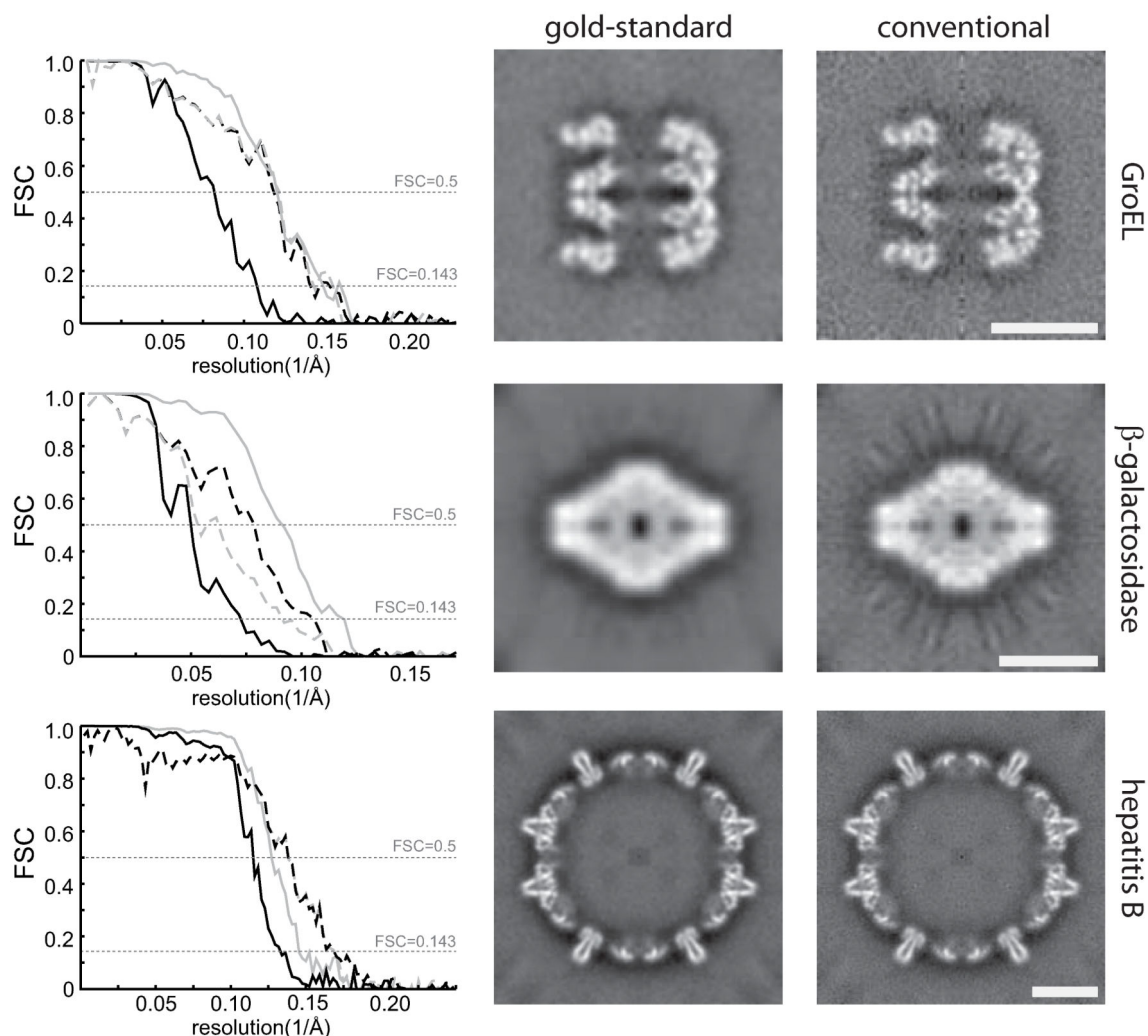 gold-standard
conventional
1.0
0.8
0.6
0.4
0.2
0
FSC
FSC=0.5
FSC=0.143
0.05
0.10
0.15
0.20
resolution(1/Å)
GroEL
1.0
0.8
0.6
0.4
0.2
0
FSC
FSC=0.5
FSC=0.143
0.05
0.10
0.15
resolution(1/Å)
β-galactosidase
1.0
0.8
0.6
0.4
0.2
0
FSC
FSC=0.5
FSC=0.143
0.05
0.10
0.15
0.20
resolution(1/Å)
hepatitis B